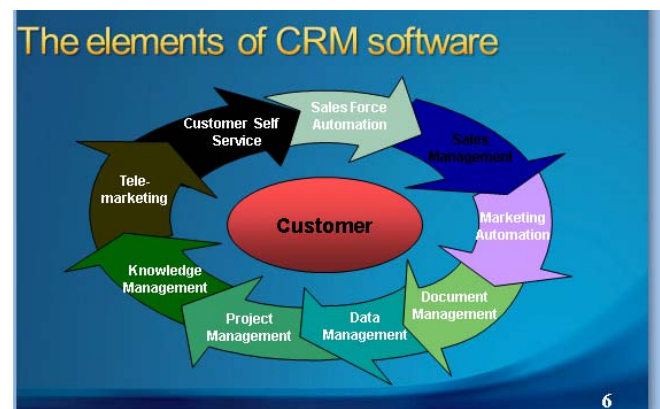 The elements of CRM software
Sales Force
Automation
Sales
Management
Marketing
Automation
Document
Management
Data
Management
Project
Management
Knowledge
Management
Tele-
marketing
Customer Self
Service
Customer
6